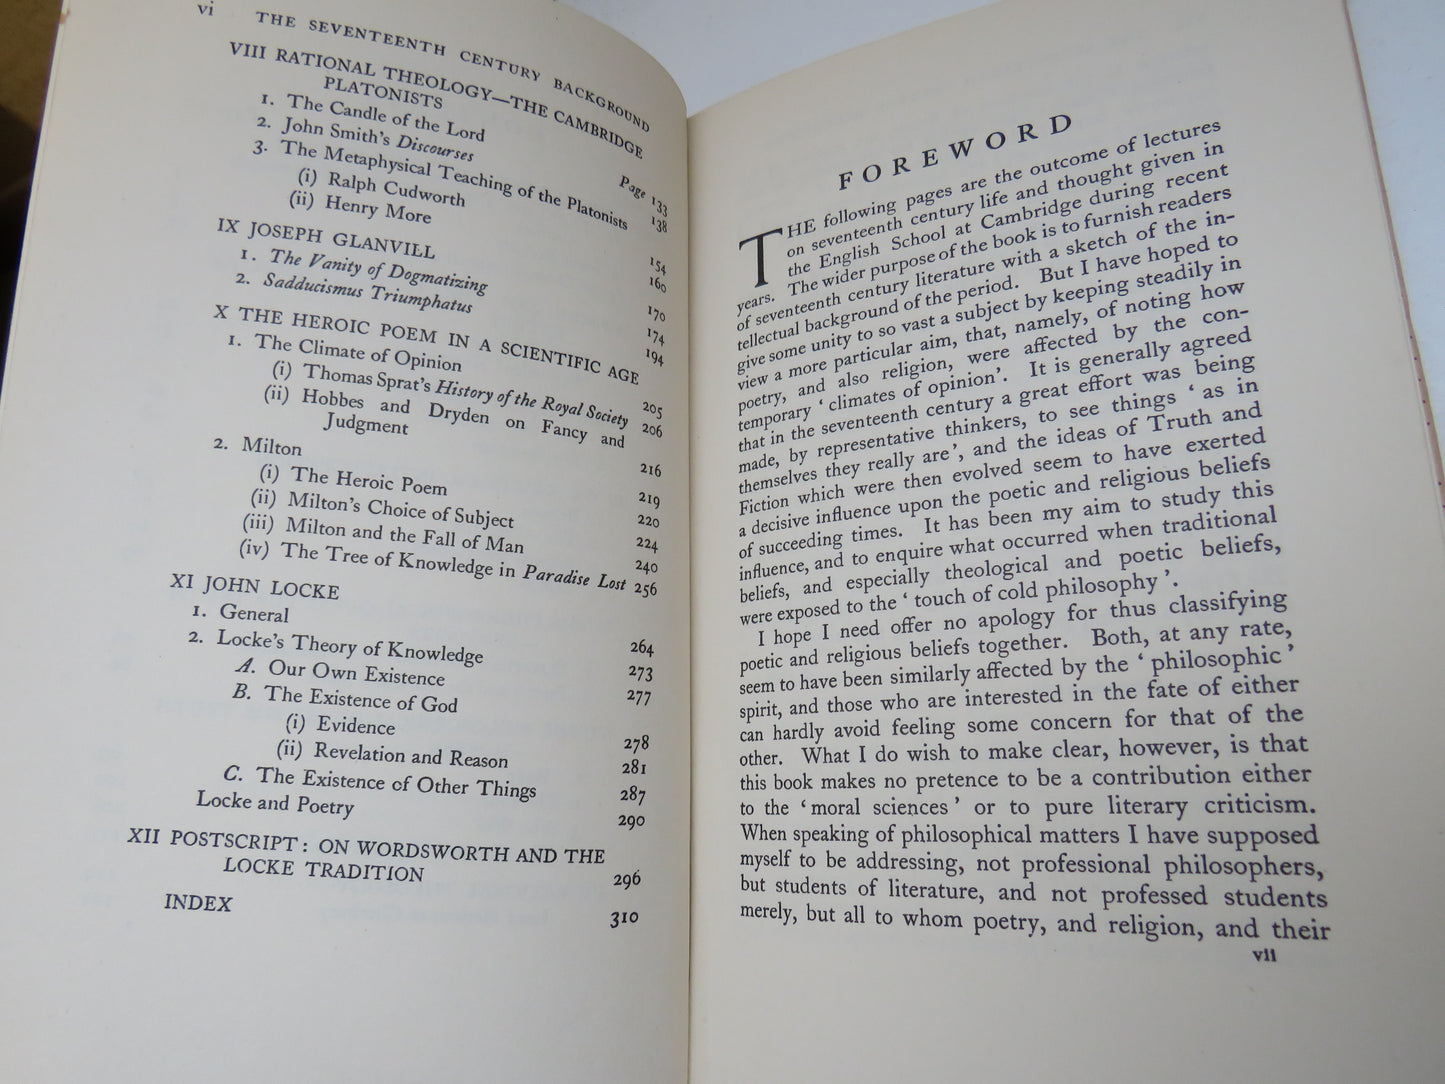 vi THE SEVENTEENTH CENTURY BACKGROUND
VIII RATIONAL THEOLOGY—THE CAMBRIDGE
PLATONISTS
Page
1. The Candle of the Lord 133
2. John Smith's Discourses 138
3. The Metaphysical Teaching of the Platonists
(i) Ralph Cudworth 154
(ii) Henry More 160
IX JOSEPH GLANVILL 170
1. The Vanity of Dogmatizing 174
2. Sadducismus Triumphatus 194
X THE HEROIC POEM IN A SCIENTIFIC AGE
1. The Climate of Opinion 205
(i) Thomas Sprat's History of the Royal Society 206
(ii) Hobbes and Dryden on Fancy and
Judgment 216
2. Milton 219
(i) The Heroic Poem 220
(ii) Milton's Choice of Subject 224
(iii) Milton and the Fall of Man 240
(iv) The Tree of Knowledge in Paradise Lost 256
XI JOHN LOCKE
1. General 264
2. Locke's Theory of Knowledge 273
A. Our Own Existence 277
B. The Existence of God
(i) Evidence 278
(ii) Revelation and Reason 281
C. The Existence of Other Things 287
Locke and Poetry 290
XII POSTSCRIPT: ON WORDSWORTH AND THE
LOCKE TRADITION 296
INDEX 310
FOREWORD
THE following pages are the outcome of lectures
on seventeenth century life and thought given in
the English School at Cambridge during recent
years. The wider purpose of the book is to furnish readers
of seventeenth century literature with a sketch of the in-
tellectual background of the period. But I have hoped to
give some unity to so vast a subject by keeping steadily in
view a more particular aim, that, namely, of noting how
poetry, and also religion, were affected by the con-
temporary ‘climates of opinion’. It is generally agreed
that in the seventeenth century a great effort was being
made, by representative thinkers, to see things ‘as in
themselves they really are’, and the ideas of Truth and
Fiction which were then evolved seem to have exerted
a decisive influence upon the poetic and religious beliefs
of succeeding times. It has been my aim to study this
influence, and to enquire what occurred when traditional
beliefs, and especially theological and poetic beliefs,
were exposed to the ‘touch of cold philosophy’.
I hope I need offer no apology for thus classifying
poetic and religious beliefs together. Both, at any rate,
seem to have been similarly affected by the ‘philosophic’
spirit, and those who are interested in the fate of either
can hardly avoid feeling some concern for that of the
other. What I do wish to make clear, however, is that
this book makes no pretence to be a contribution either
to the ‘moral sciences’ or to pure literary criticism.
When speaking of philosophical matters I have supposed
myself to be addressing, not professional philosophers,
but students of literature, and not professed students
merely, but all to whom poetry, and religion, and their
vii